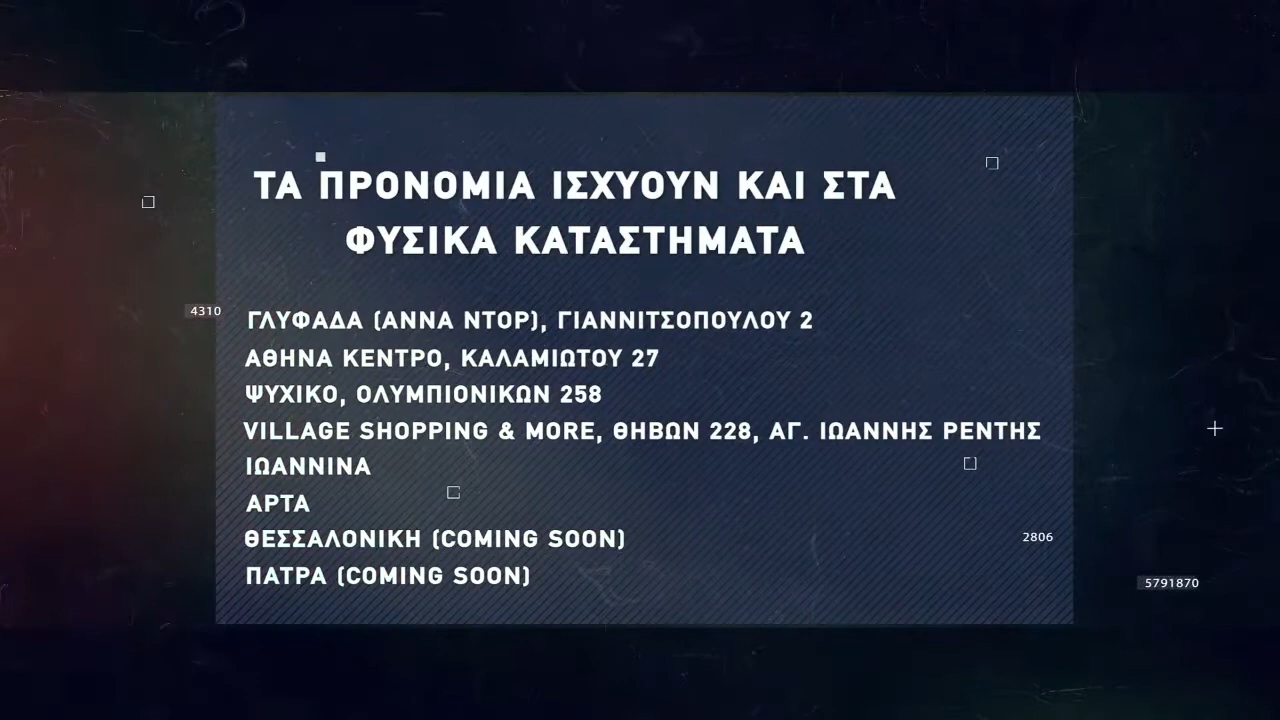 ΤΑ ΠΡΟΝΟΜΙΑ ΙΣΧΥΟΥΝ ΚΑΙ ΣΤΑ
ΦΥΣΙΚΑ ΚΑΤΑΣΤΗΜΑΤΑ
4310
ΓΛΥΦΑΔΑ (ΑΝΝΑ ΝΤΟΡ), ΓΙΑΝΝΙΤΣΟΠΟΥΛΟΥ 2
ΑΘΗΝΑ ΚΕΝΤΡΟ, ΚΑΛΑΜΙΩΤΟΥ 27
ΨΥΧΙΚΟ, ΟΛΥΜΠΙΟΝΙΚΩΝ 258
VILLAGE SHOPPING & MORE, ΘΗΒΩΝ 228, ΑΓ. ΙΩΑΝΝΗΣ ΡΕΝΤΗΣ
ΙΩΑΝΝΙΝΑ
ΑΡΤΑ
ΘΕΣΣΑΛΟΝΙΚΗ (COMING SOON)
2806
ΠΑΤΡΑ (COMING SOON)
5791870